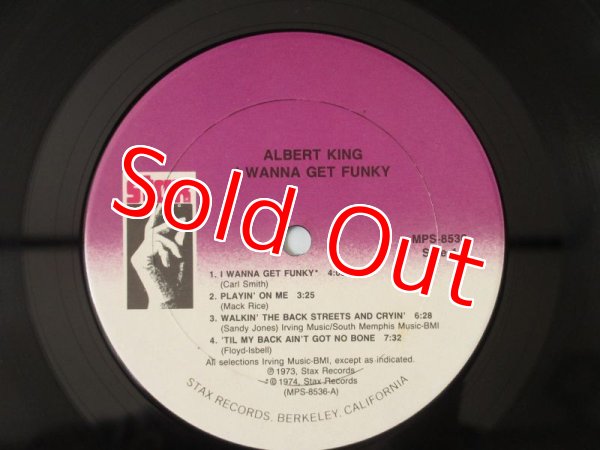 ALBERT KING
I WANNA GET FUNKY
Sold Out
MPS-8536
1. I WANNA GET FUNKY*
(Carl Smith)
2. PLAYIN' ON ME 3:25
(Mack Rice)
3. WALKIN' THE BACK STREETS AND CRYIN' 6:28
(Sandy Jones) Irving Music/South Memphis Music-BMI
4. 'TIL MY BACK AIN'T GOT NO BONE 7:32
(Floyd-Isbell)
All selections Irving Music-BMI, except as indicated.
℗ 1973, Stax Records
*℗ 1974, Stax Records
(MPS-8536-A)
STAX RECORDS, BERKELEY, CALIFORNIA